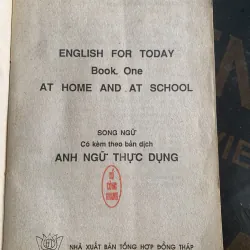 ENGLISH FOR TODAY
Book. One
AT HOME AND AT SCHOOL
SONG NGỮ
Có kèm theo bản dịch
ANH NGỮ THỰC DỤNG
NHÀ XUẤT BẢN TỔNG HỢP ĐỒNG THÁP